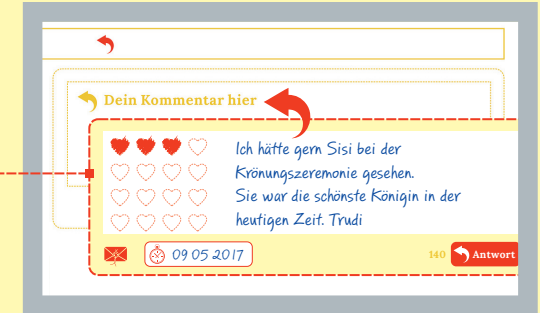 Dein Kommentar hier
Ich hätte gern Sisi bei der
Krönungszeremonie gesehen.
Sie war die schönste Königin in der
heutigen Zeit. Trudi
09 05 2017
140 Antwort